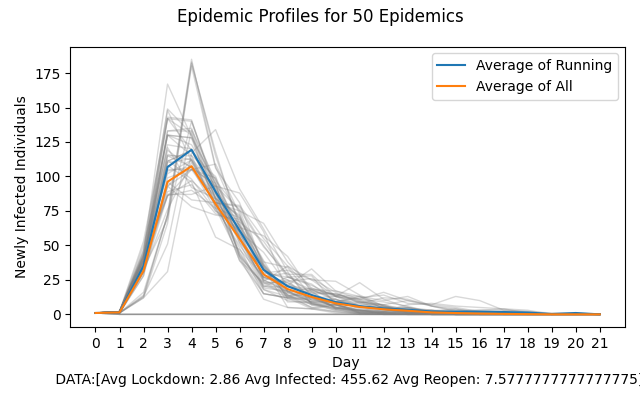 Epidemic Profiles for 50 Epidemics
Average of Running
Average of All
Newly Infected Individuals
175
150
125
100
75
50
25
0
0 1 2 3 4 5 6 7 8 9 10 11 12 13 14 15 16 17 18 19 20 21
Day
DATA:[Avg Lockdown: 2.86 Avg Infected: 455.62 Avg Reopen: 7.5777777777777775]